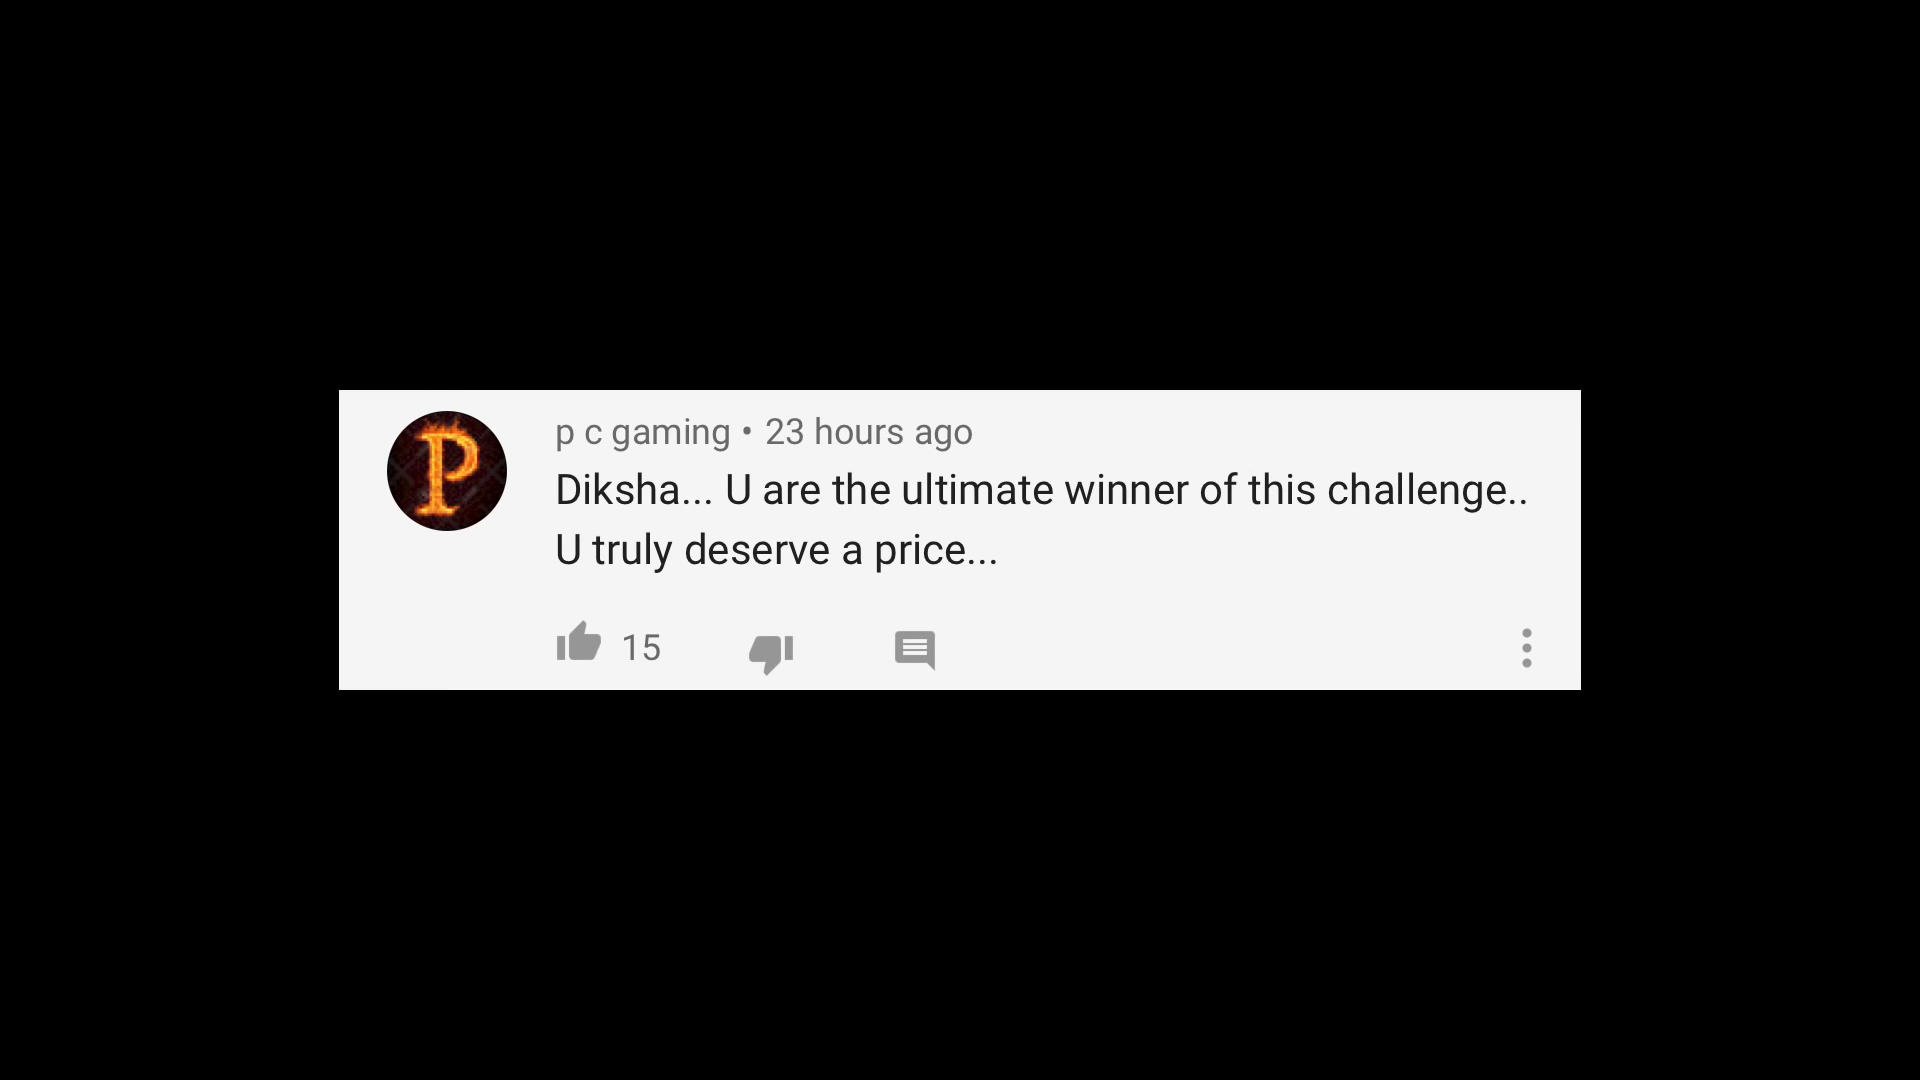 P
p c gaming • 23 hours ago
Diksha... U are the ultimate winner of this challenge..
U truly deserve a price...
15